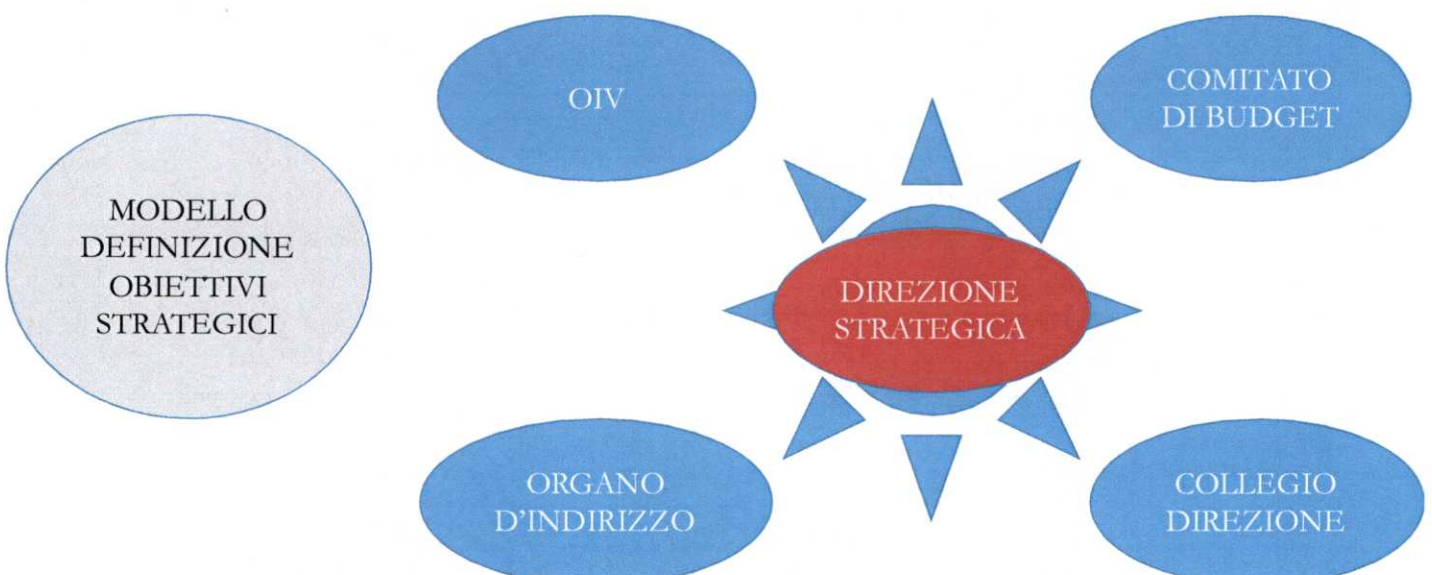 MODELLO
DEFINIZIONE
OBIETTIVI
STRATEGICI
OIV
COMITATO
DI BUDGET
DIREZIONE
STRATEGICA
ORGANO
D'INDIRIZZO
COLLEGIO
DIREZIONE